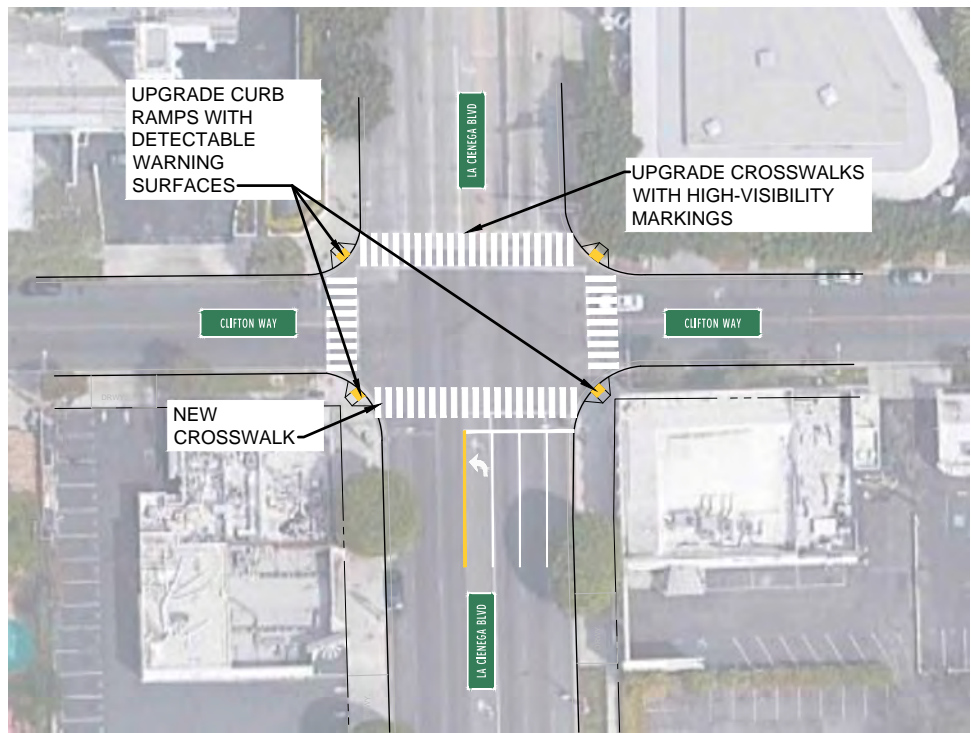 UPGRADE CURB
RAMPS WITH
DETECTABLE
WARNING
SURFACES
LA CIENEGA BLVD
UPGRADE CROSSWALKS
WITH HIGH-VISIBILITY
MARKINGS
CLIFTON WAY
CLIFTON WAY
NEW
CROSSWALK
LA CIENEGA BLVD